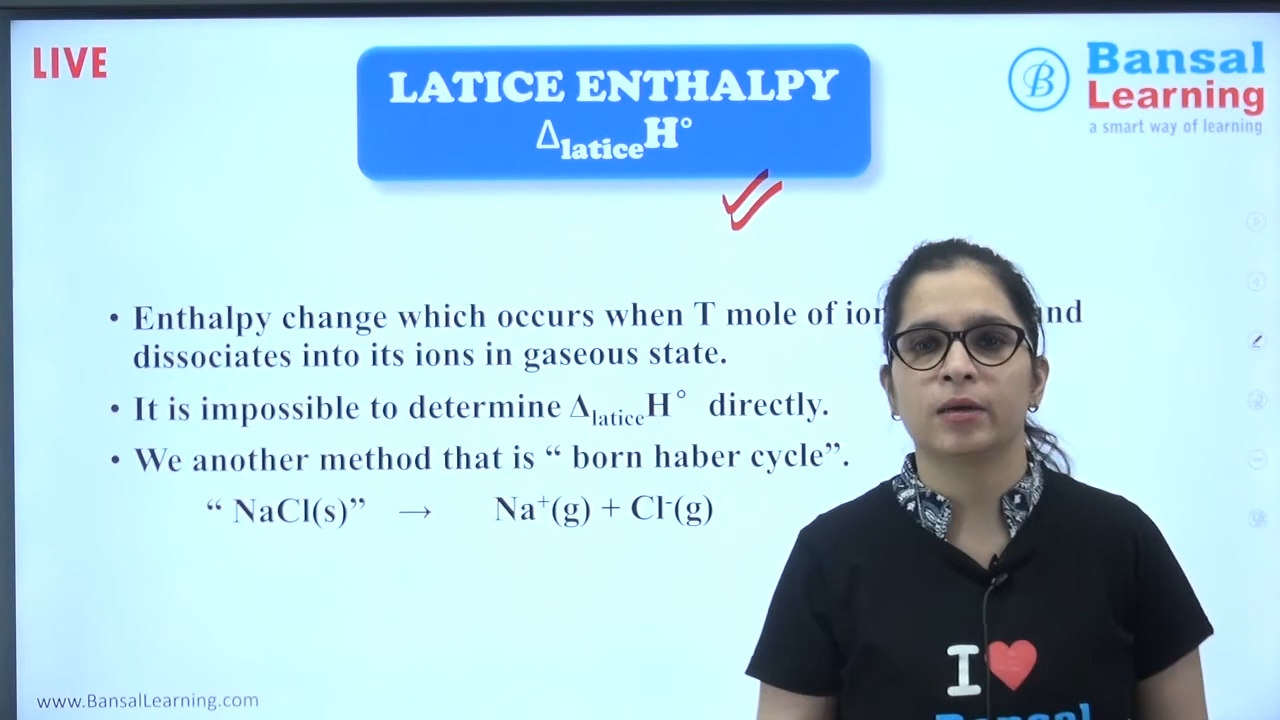 LIVE
LATICE ENTHALPY
ΔlaticeH°
B
Bansal
Learning
a smart way of learning
• Enthalpy change which occurs when T mole of ion and
dissociates into its ions in gaseous state.
• It is impossible to determine ΔlaticeH° directly.
• We another method that is “ born haber cycle”.
“ NaCl(s)” → Na⁺(g) + Cl⁻(g)
I ❤
Bansal
www.BansalLearning.com